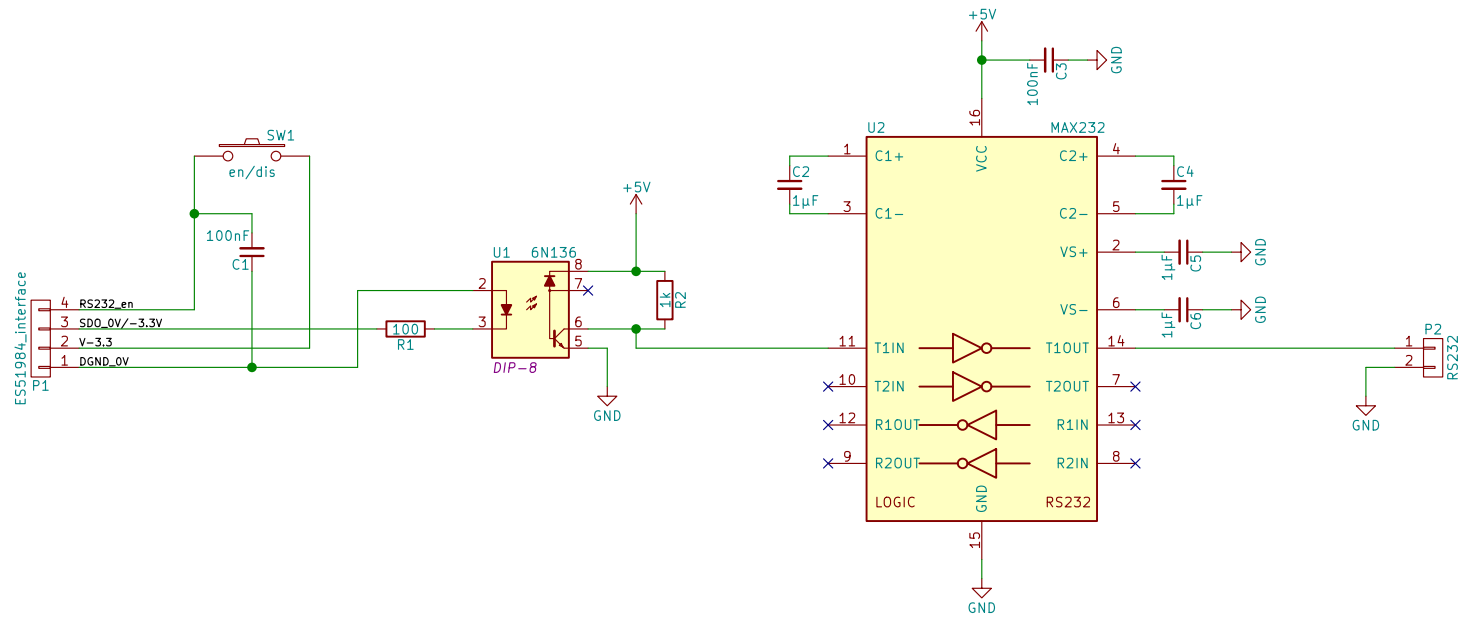 +5V
100nF
C3
GND
16
U2
MAX232
VCC
1
C1+
C2+
4
C2
1µF
C4
1µF
3
C1-
C2-
5
VS+
2
1µF
C5
GND
VS-
6
1µF
C6
GND
11
T1IN
T1OUT
14
10
T2IN
T2OUT
7
12
R1OUT
R1IN
13
9
R2OUT
R2IN
8
LOGIC
GND
RS232
15
GND
SW1
en/dis
100nF
C1
+5V
U1
6N136
8
2
7
3
6
5
DIP-8
1k
R2
GND
ES51984_interface
4
RS232_en
3
SDO_0V/-3.3V
2
V-3.3
1
DGND_0V
P1
100
R1
P2
1
2
RS232
GND